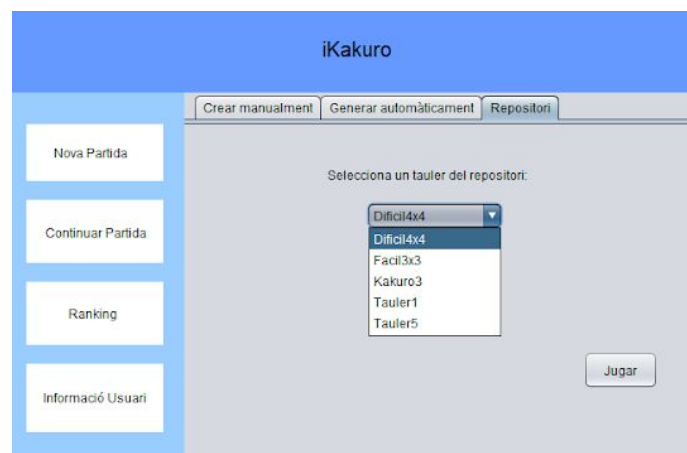 iKakuro
Crear manualment
Generar automàticament
Repositori
Nova Partida
Continuar Partida
Ranking
Informació Usuari
Selecciona un tauler del repositori:
Dificil4x4
Dificil4x4
Facil3x3
Kakuro3
Tauler1
Tauler5
Jugar